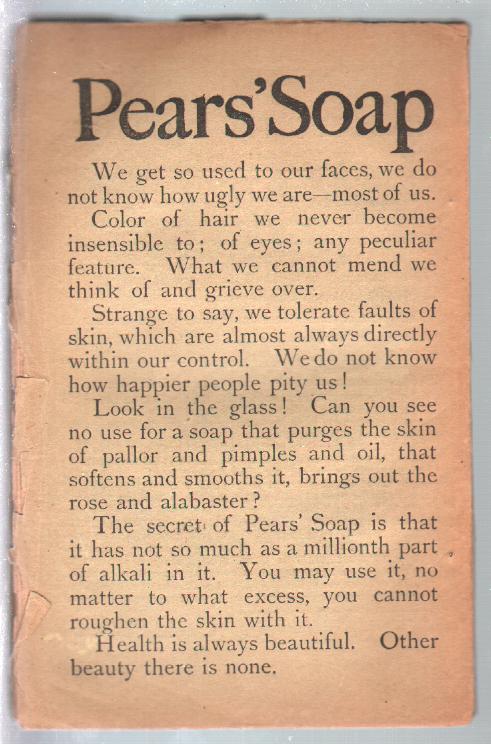 Pears' Soap
We get so used to our faces, we do
not know how ugly we are—most of us.
Color of hair we never become
insensible to; of eyes; any peculiar
feature. What we cannot mend we
think of and grieve over.
Strange to say, we tolerate faults of
skin, which are almost always directly
within our control. We do not know
how happier people pity us!
Look in the glass! Can you see
no use for a soap that purges the skin
of pallor and pimples and oil, that
softens and smooths it, brings out the
rose and alabaster?
The secret of Pears' Soap is that
it has not so much as a millionth part
of alkali in it. You may use it, no
matter to what excess, you cannot
roughen the skin with it.
Health is always beautiful. Other
beauty there is none.